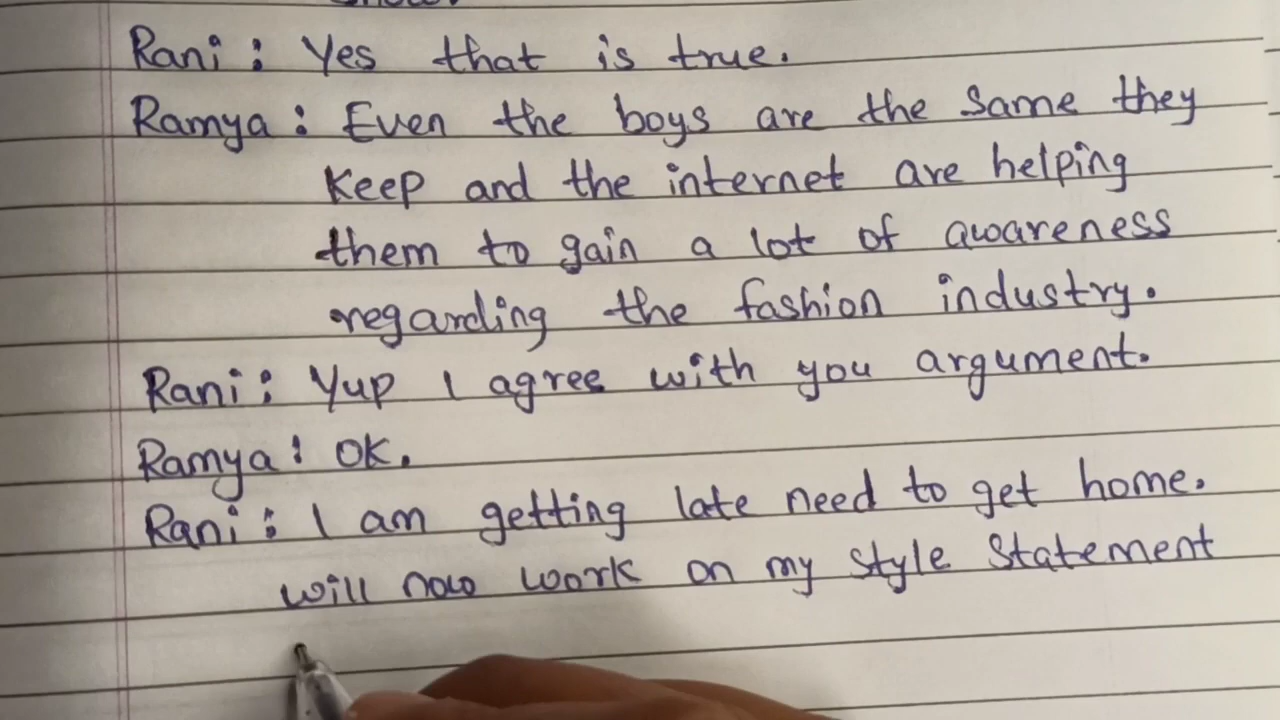 Rani : Yes that is true.
Ramya : Even the boys are the same they
keep and the internet are helping
them to gain a lot of awareness
regarding the fashion industry.
Rani : Yup I agree with you argument.
Ramya : OK.
Rani : I am getting late need to get home.
will now work on my style statement